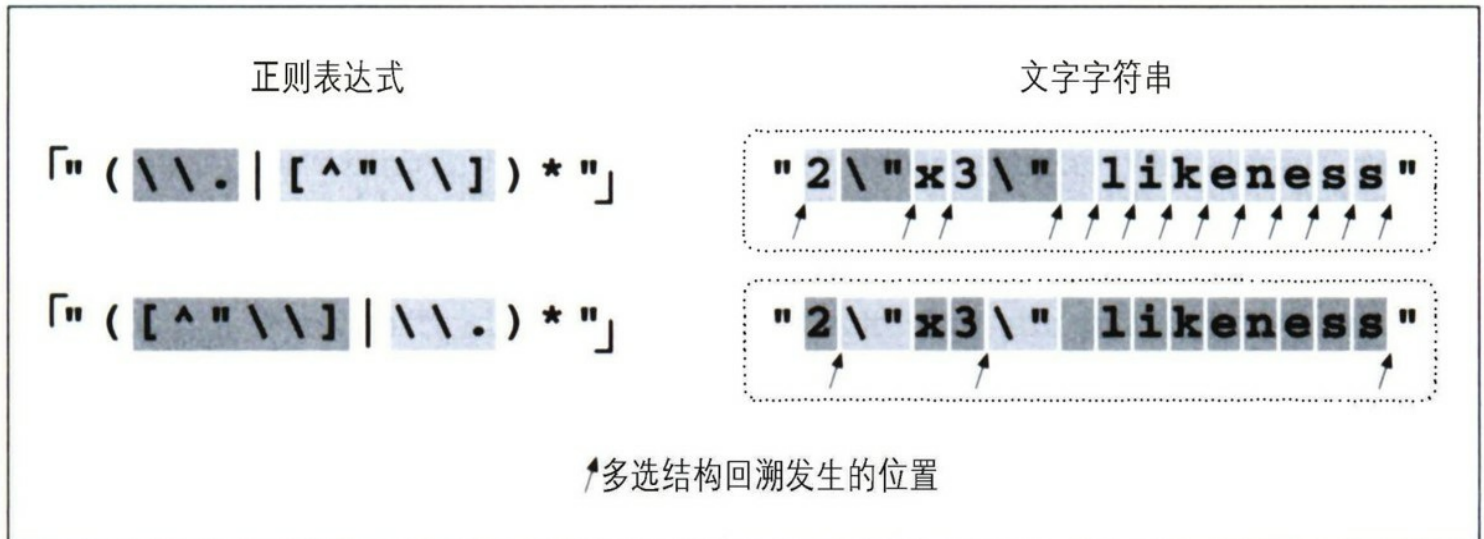 正则表达式 文字字符串
「"(\\.|[^"\\])*"」 "2\"x3\" likeness"
「"([^"\\]|\\.)*"」 "2\"x3\" likeness"
多选结构回溯发生的位置